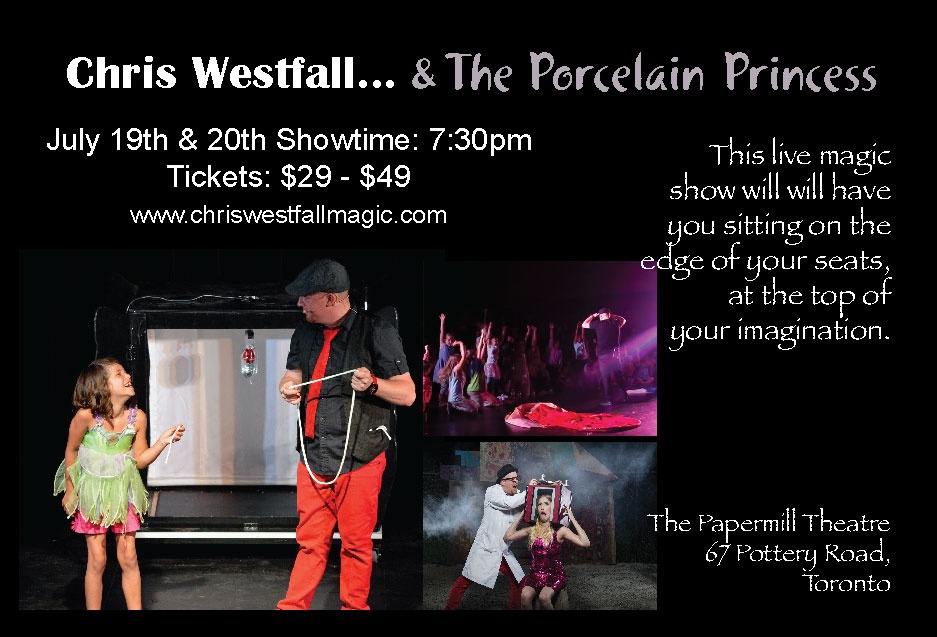 Chris Westfall... & The Porcelain Princess
July 19th & 20th Showtime: 7:30pm
Tickets: $29 - $49
www.chriswestfallmagic.com
This live magic
show will will have
you sitting on the
edge of your seats,
at the top of
your imagination.
The Papermill Theatre
67 Pottery Road,
Toronto